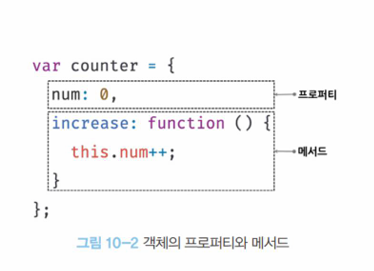 var counter = {
num: 0,
프로퍼티
increase: function () {
this.num++;
메서드
}
};
그림 10-2 객체의 프로퍼티와 메서드